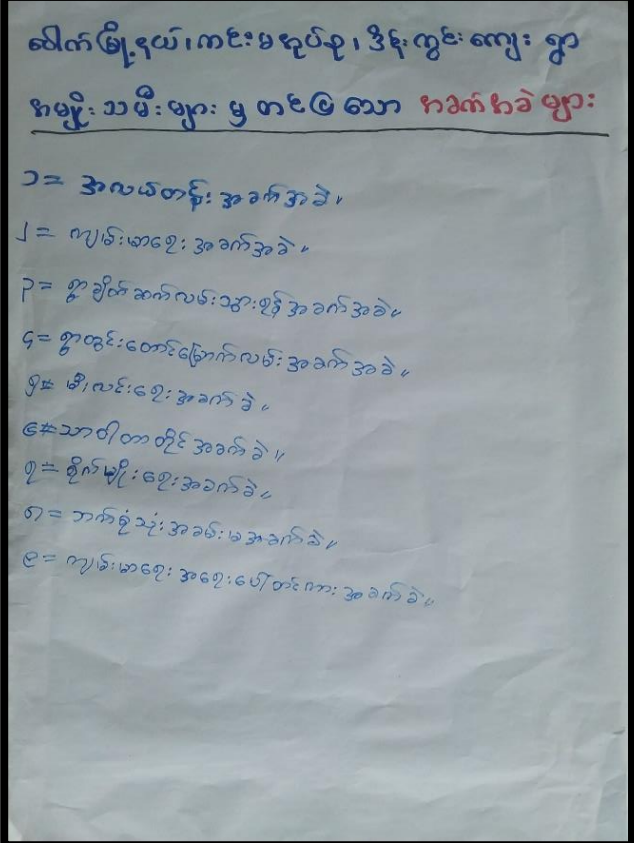 ပေါက်မြို့နယ်၊ကင်းမအုပ်စု၊ဒိန်းကွင်းကျေးရွာ
အမျိုးသမီးများမှတင်ပြသော အခက်အခဲများ
၁= အလယ်တန်းအခက်အခဲ။
၂= ကျမ်းမာရေးအခက်အခဲ။
၃= ရွာချိတ်ဆက်လမ်းသွားရန်အခက်အခဲ။
၄= ရွာတွင်းတောင်မြောက်လမ်းအခက်အခဲ။
၅= မီးလင်းရေးအခက်ခဲ။
၆= သာဝါတာတိုင်အခက်ခဲ။
၇= စိုက်မျိုးရေးအခက်ခဲ။
၈= ဘက်စုံသုံးအခမ်းမအခက်ခဲ။
၉= ကျမ်းမာရေးအရေးပေါ်တင်ကားအခက်ခဲ။